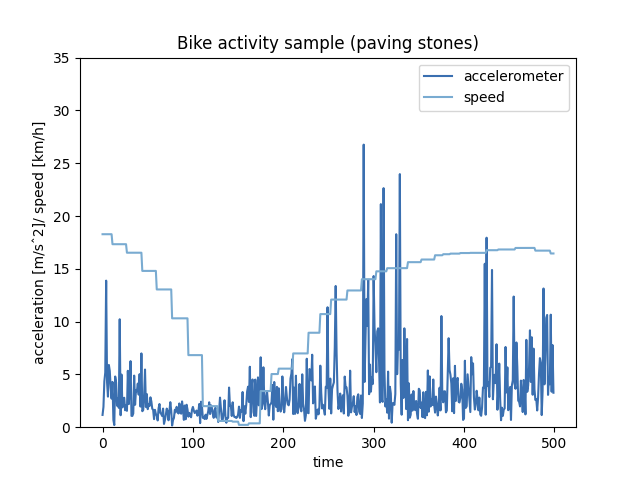 Bike activity sample (paving stones)
accelerometer
speed
35
30
25
20
15
10
5
0
acceleration [m/sˆ2]/ speed [km/h]
0 100 200 300 400 500
time